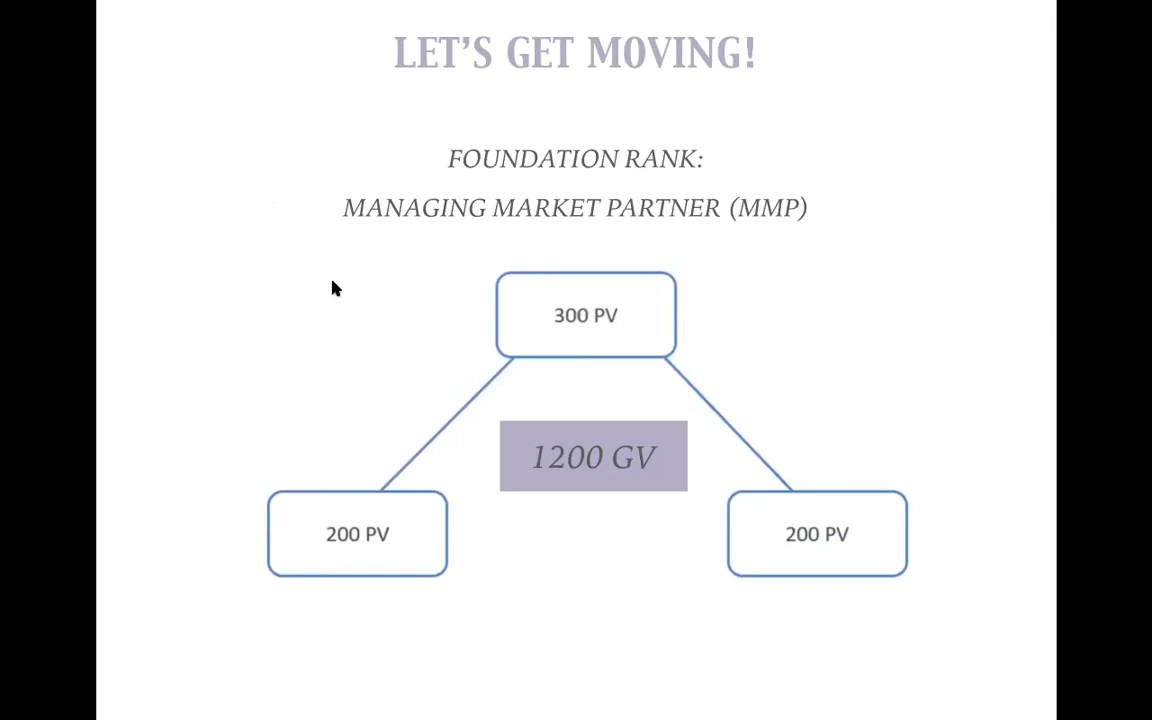 LET'S GET MOVING!
FOUNDATION RANK:
MANAGING MARKET PARTNER (MMP)
300 PV
1200 GV
200 PV
200 PV